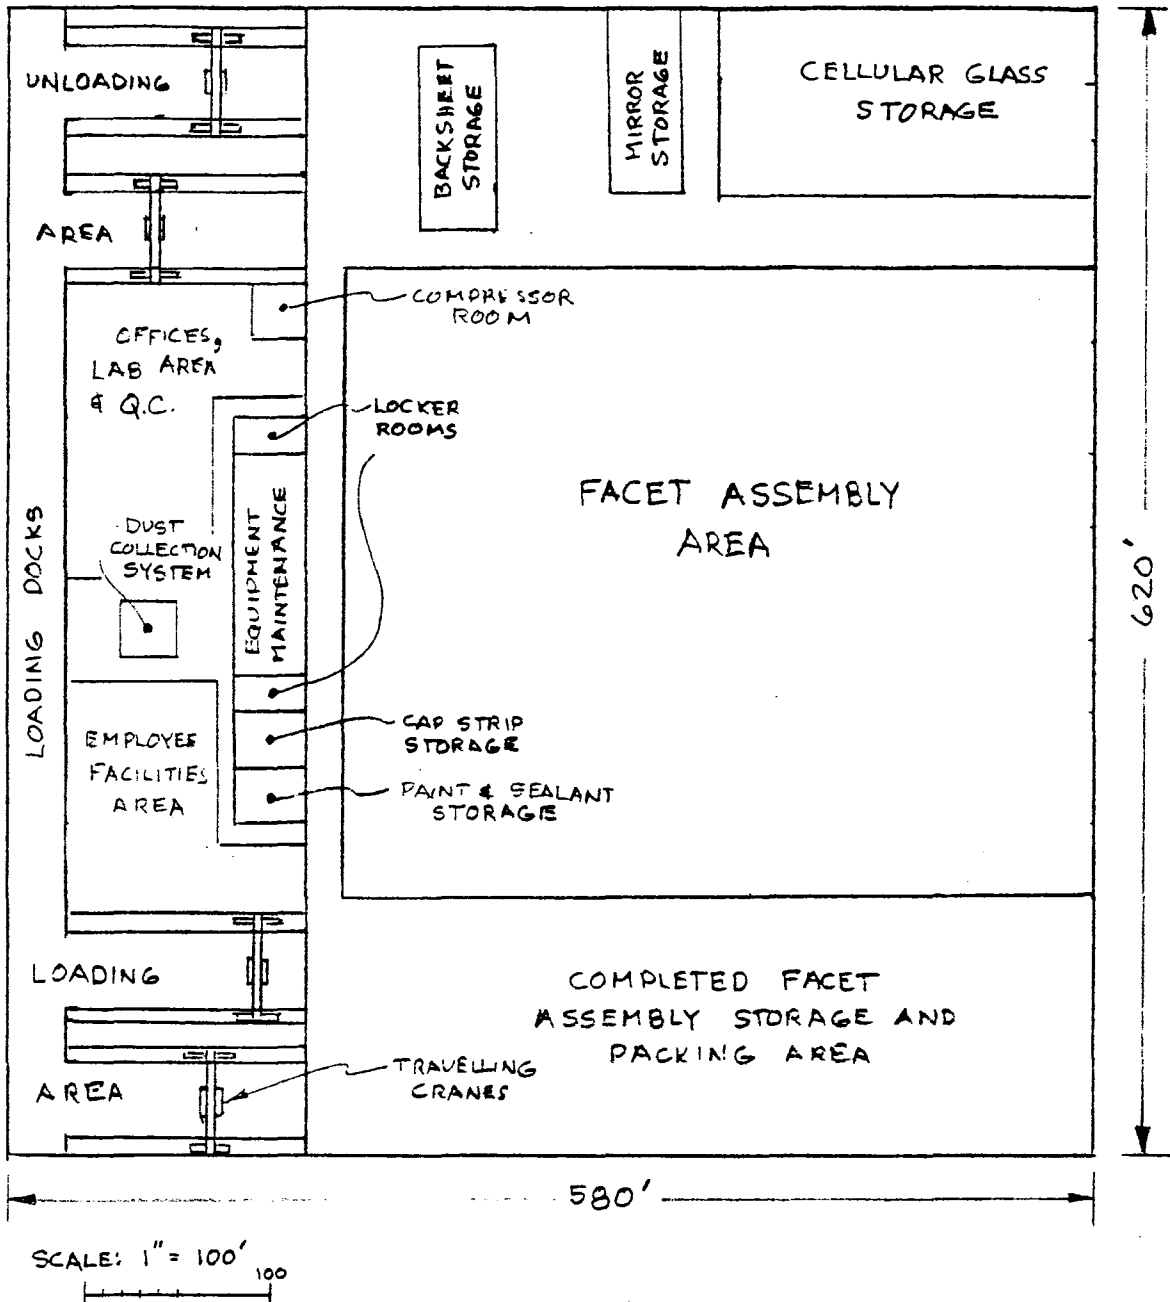 UNLOADING
AREA
BACKSHEET
STORAGE
MIRROR
STORAGE
CELLULAR GLASS
STORAGE
COMPRESSOR
ROOM
OFFICES,
LAB AREA
& Q.C.
LOCKER
ROOMS
FACET ASSEMBLY
AREA
DUST
COLLECTION
SYSTEM
EQUIPMENT
MAINTENANCE
LOADING DOCKS
620'
CAP STRIP
STORAGE
EMPLOYEE
FACILITIES
AREA
PAINT & SEALANT
STORAGE
LOADING
AREA
COMPLETED FACET
ASSEMBLY STORAGE AND
PACKING AREA
TRAVELLING
CRANES
580'
SCALE: 1" = 100'
100